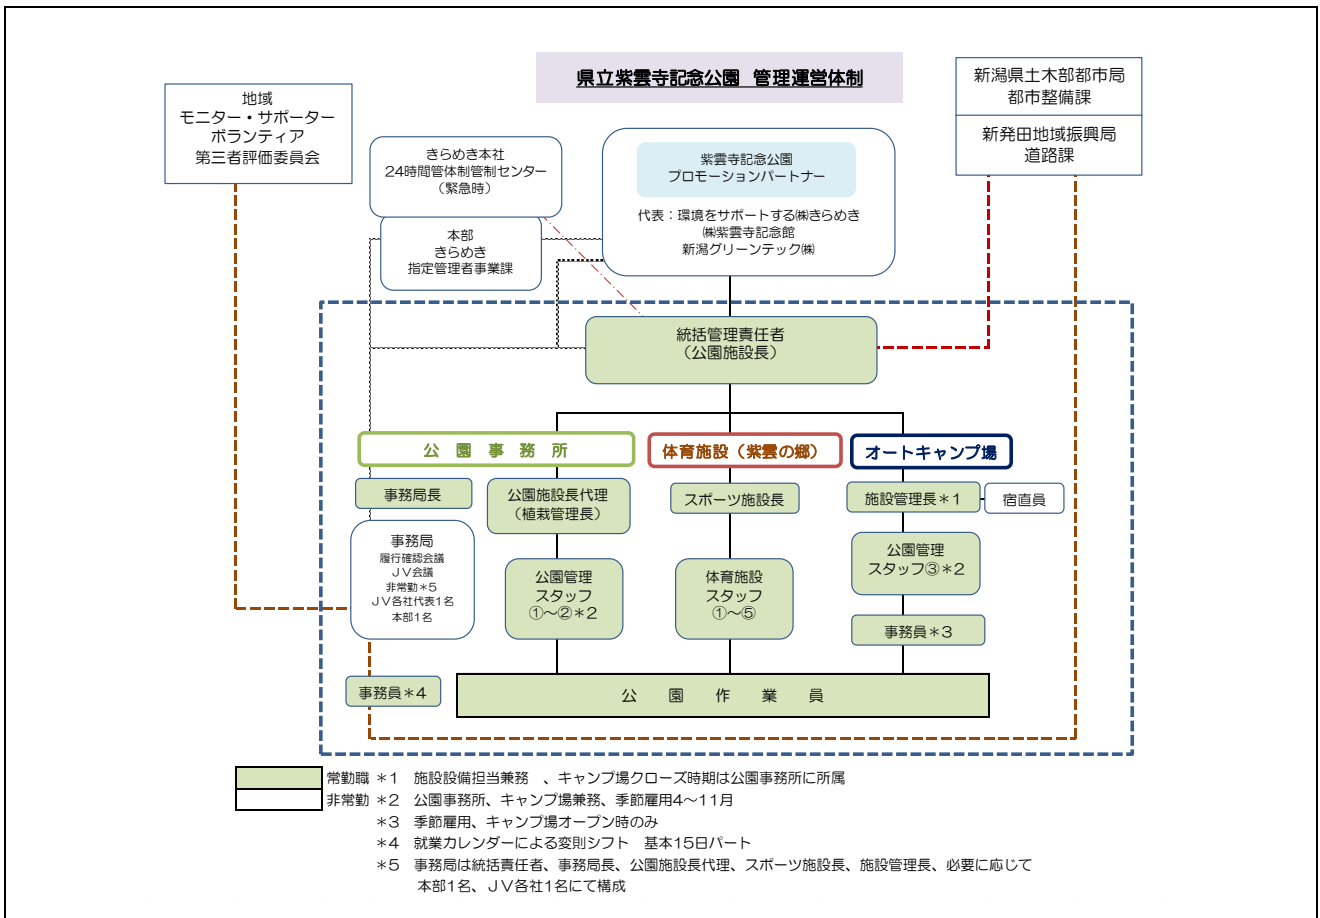 県立紫雲寺記念公園 管理運営体制
地域
モニター・サポーター
ボランティア
第三者評価委員会
きらめき本社
24時間管体制管制センター
(緊急時)
本部
きらめき
指定管理者事業課
紫雲寺記念公園
プロモーションパートナー
代表：環境をサポートする㈱きらめき
㈱紫雲寺記念館
新潟グリーンテック㈱
新潟県土木部都市局
都市整備課
新発田地域振興局
道路課
統括管理責任者
(公園施設長)
公 園 事 務 所
体育施設（紫雲の郷）
オートキャンプ場
事務局長
公園施設長代理
(植栽管理長)
スポーツ施設長
施設管理長＊1
宿直員
事務局
履行確認会議
ＪＶ会議
非常勤＊5
ＪＶ各社代表1名
本部1名
公園管理
スタッフ
①～②＊2
体育施設
スタッフ
①～⑤
公園管理
スタッフ③＊2
事務員＊3
事務員＊4
公 園 作 業 員
常勤職 ＊1 施設設備担当兼務 、キャンプ場クローズ時期は公園事務所に所属
非常勤 ＊2 公園事務所、キャンプ場兼務、季節雇用4～11月
＊3 季節雇用、キャンプ場オープン時のみ
＊4 就業カレンダーによる変則シフト 基本15日パート
＊5 事務局は統括責任者、事務局長、公園施設長代理、スポーツ施設長、施設管理長、必要に応じて
本部1名、ＪＶ各社1名にて構成